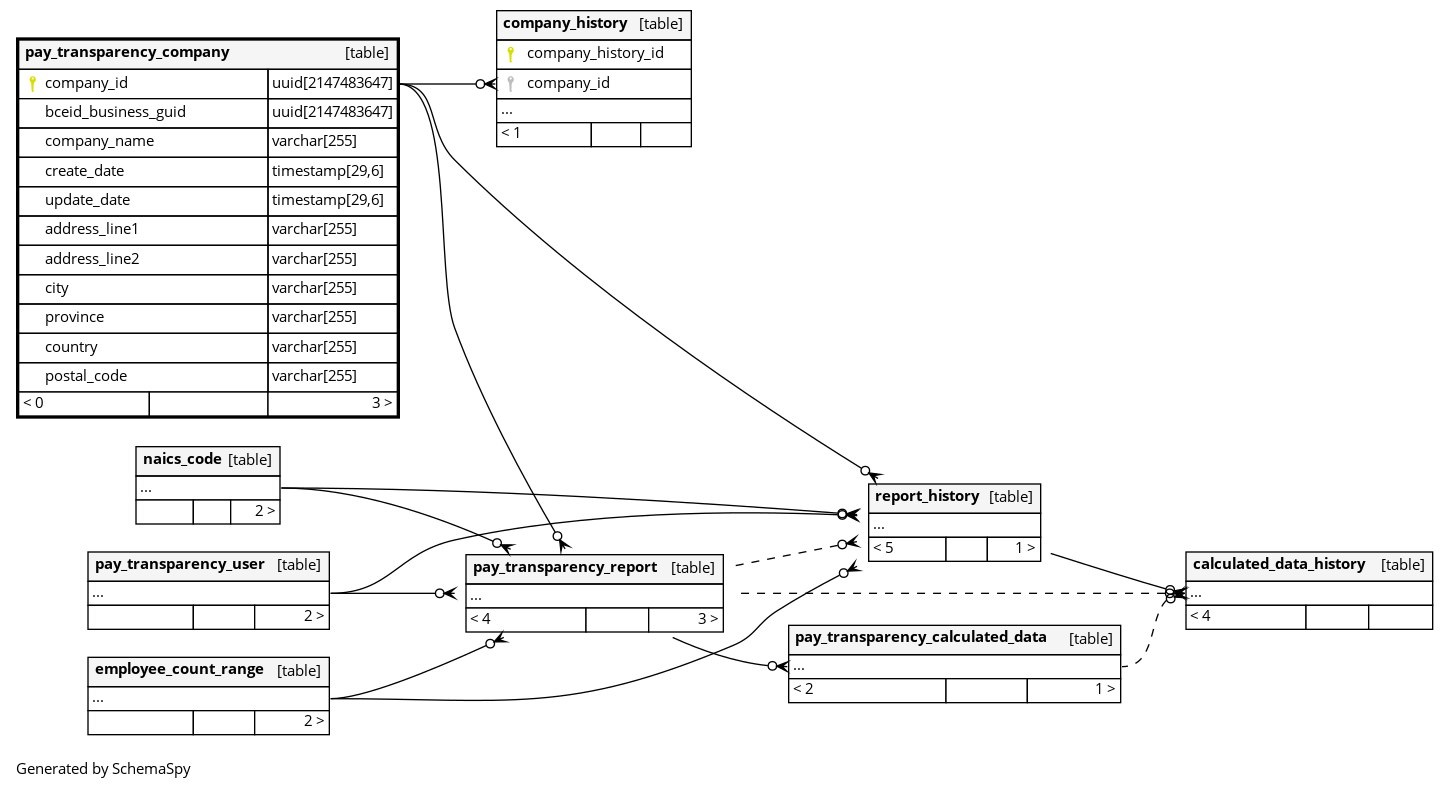 pay_transparency_company [table]
company_id uuid[2147483647]
bceid_business_guid uuid[2147483647]
company_name varchar[255]
create_date timestamp[29,6]
update_date timestamp[29,6]
address_line1 varchar[255]
address_line2 varchar[255]
city varchar[255]
province varchar[255]
country varchar[255]
postal_code varchar[255]
< 0 3 >
company_history [table]
company_history_id
company_id
...
< 1
naics_code [table]
...
2 >
pay_transparency_user [table]
...
2 >
employee_count_range [table]
...
2 >
pay_transparency_report [table]
...
< 4 3 >
report_history [table]
...
< 5 1 >
pay_transparency_calculated_data [table]
...
< 2 1 >
calculated_data_history [table]
...
< 4
Generated by SchemaSpy